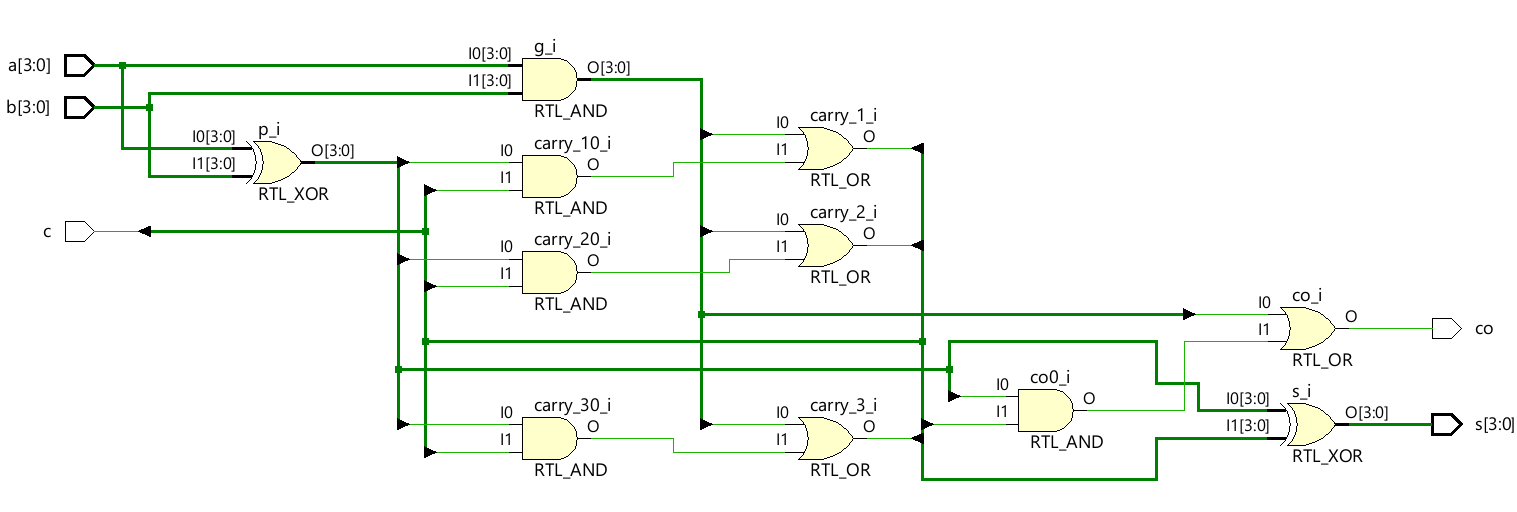 g_i
a[3:0]
I0[3:0]
O[3:0]
I1[3:0]
RTL_AND
b[3:0]
p_i
I0[3:0]
O[3:0]
I1[3:0]
RTL_XOR
carry_10_i
I0
O
I1
RTL_AND
carry_1_i
I0
O
I1
RTL_OR
c
carry_20_i
I0
O
I1
RTL_AND
carry_2_i
I0
O
I1
RTL_OR
co_i
I0
O
I1
RTL_OR
co
carry_30_i
I0
O
I1
RTL_AND
carry_3_i
I0
O
I1
RTL_OR
co0_i
I0
O
I1
RTL_AND
s_i
I0[3:0]
O[3:0]
I1[3:0]
RTL_XOR
s[3:0]